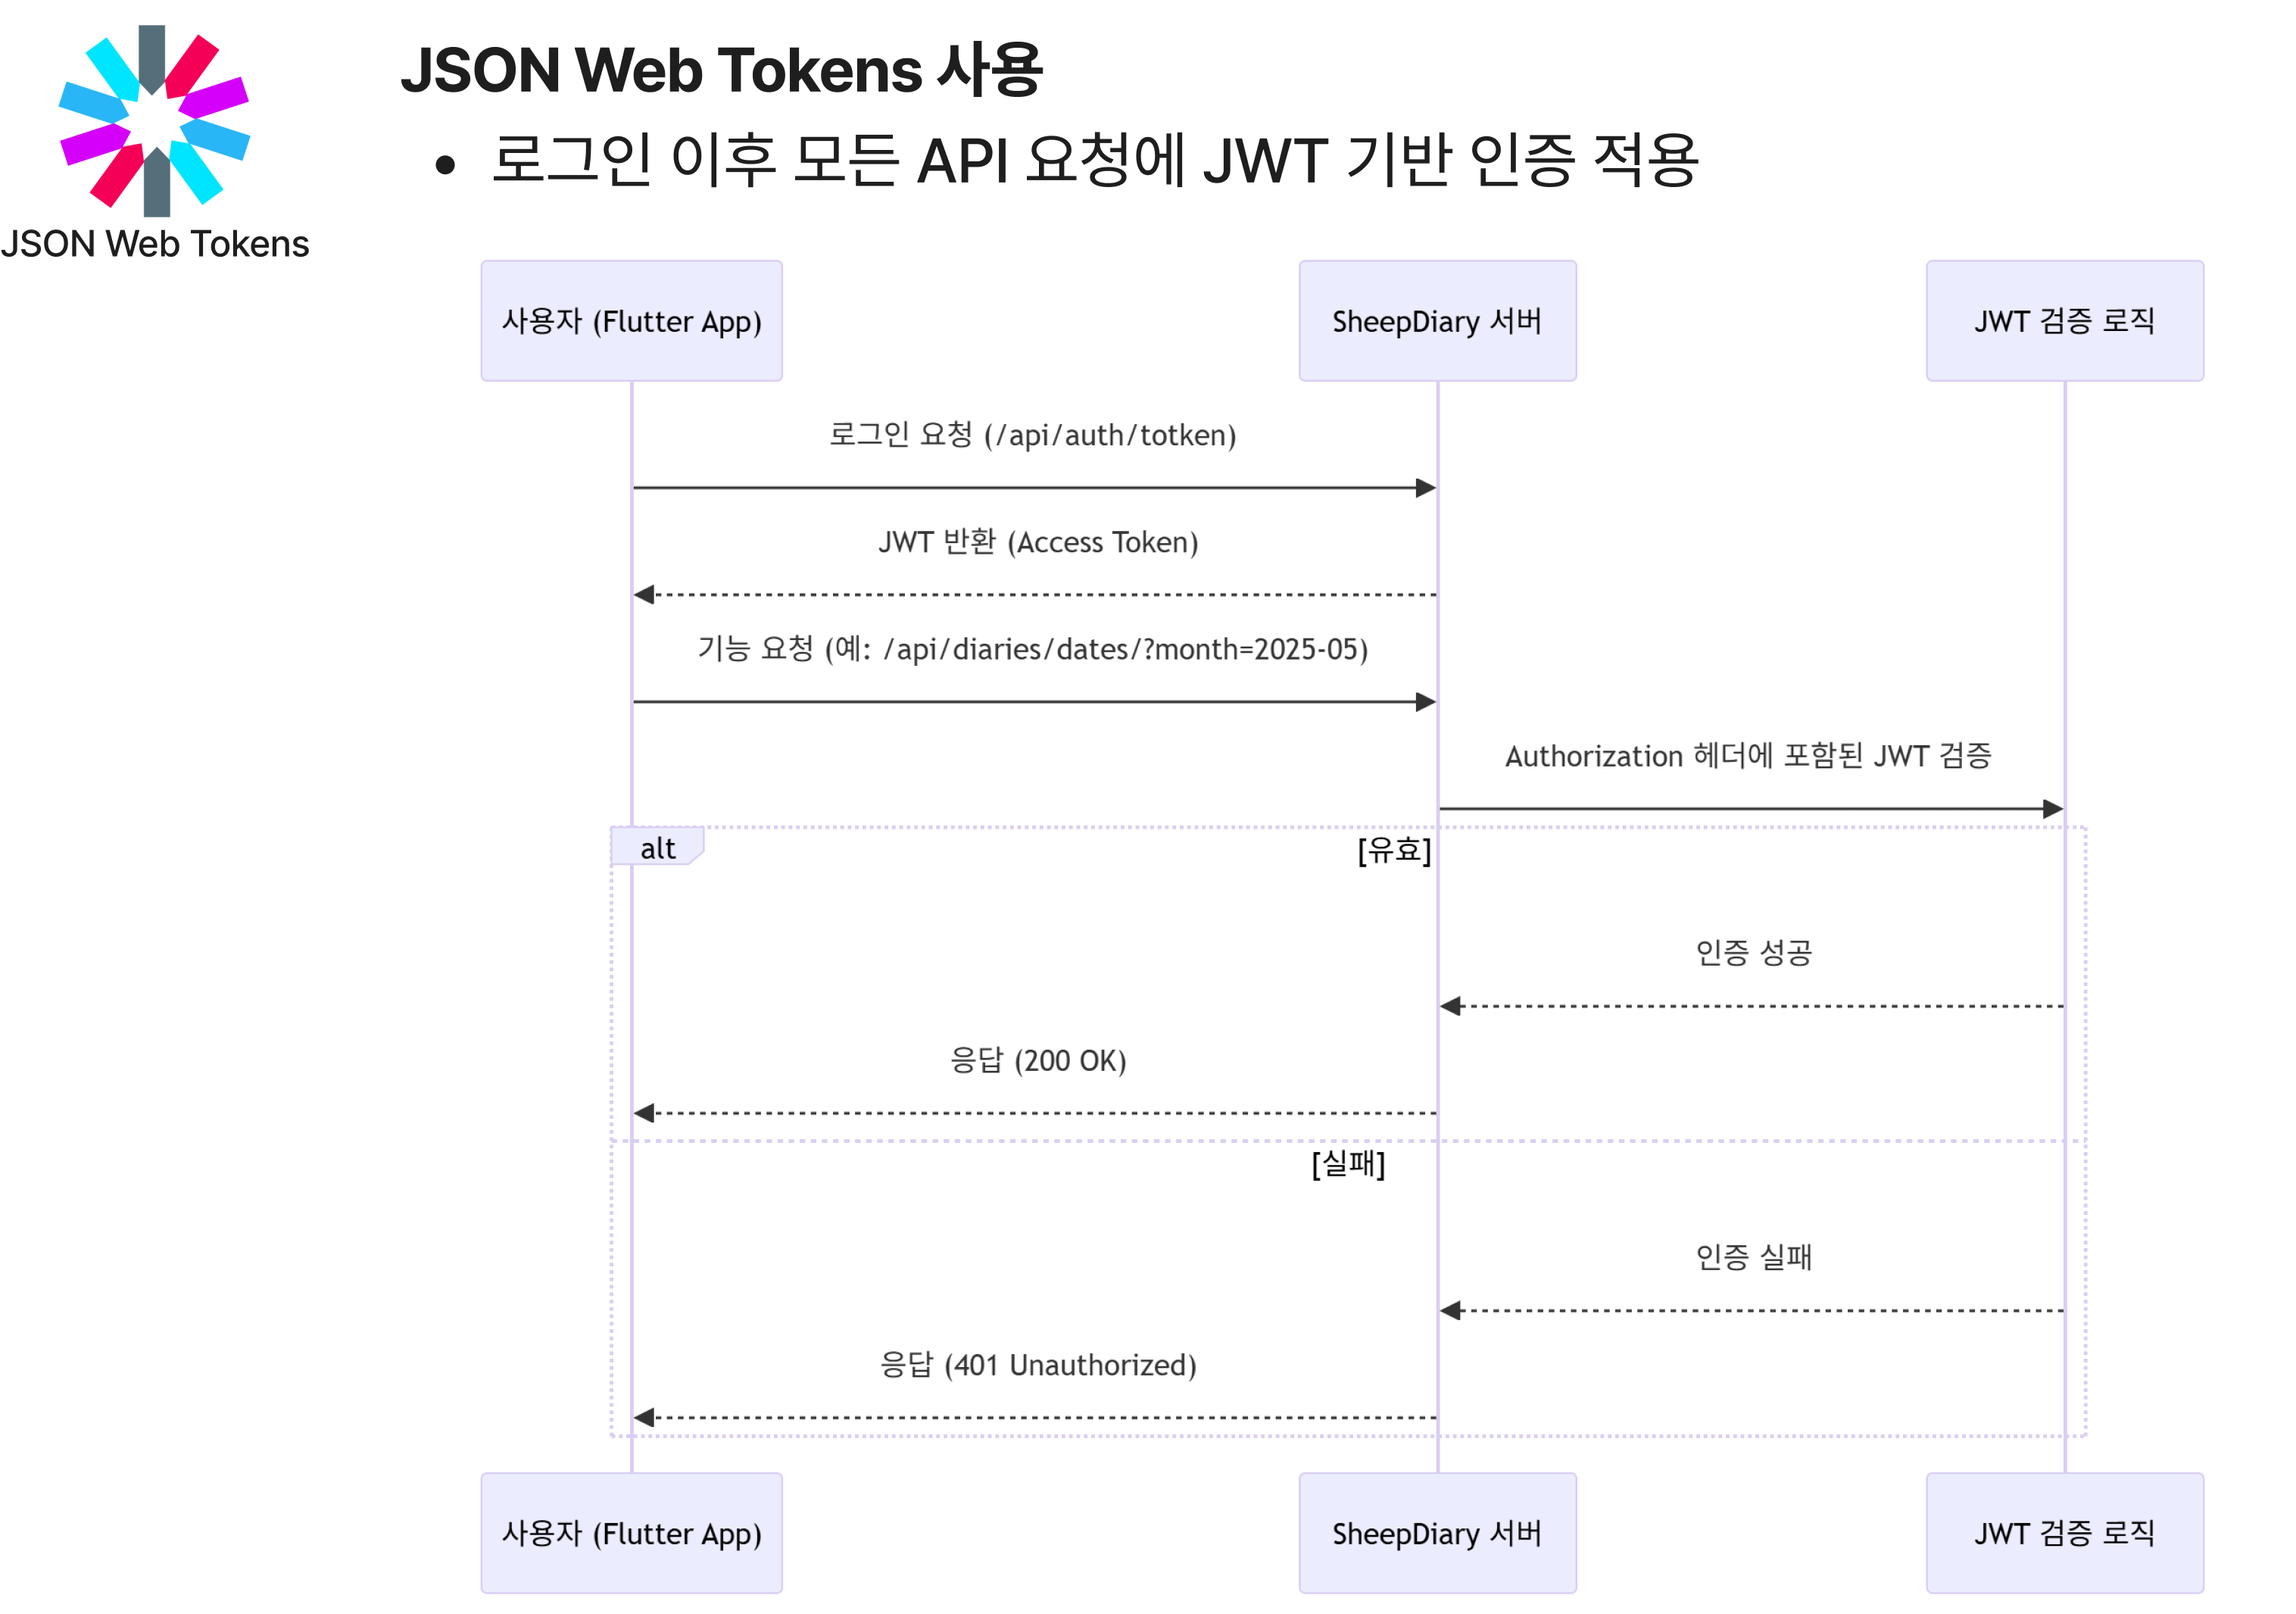 JSON Web Tokens
JSON Web Tokens 사용
• 로그인 이후 모든 API 요청에 JWT 기반 인증 적용
사용자 (Flutter App)
SheepDiary 서버
JWT 검증 로직
로그인 요청 (/api/auth/totken)
JWT 반환 (Access Token)
기능 요청 (예: /api/diaries/dates/?month=2025-05)
Authorization 헤더에 포함된 JWT 검증
alt
[유효]
인증 성공
응답 (200 OK)
[실패]
인증 실패
응답 (401 Unauthorized)
사용자 (Flutter App)
SheepDiary 서버
JWT 검증 로직